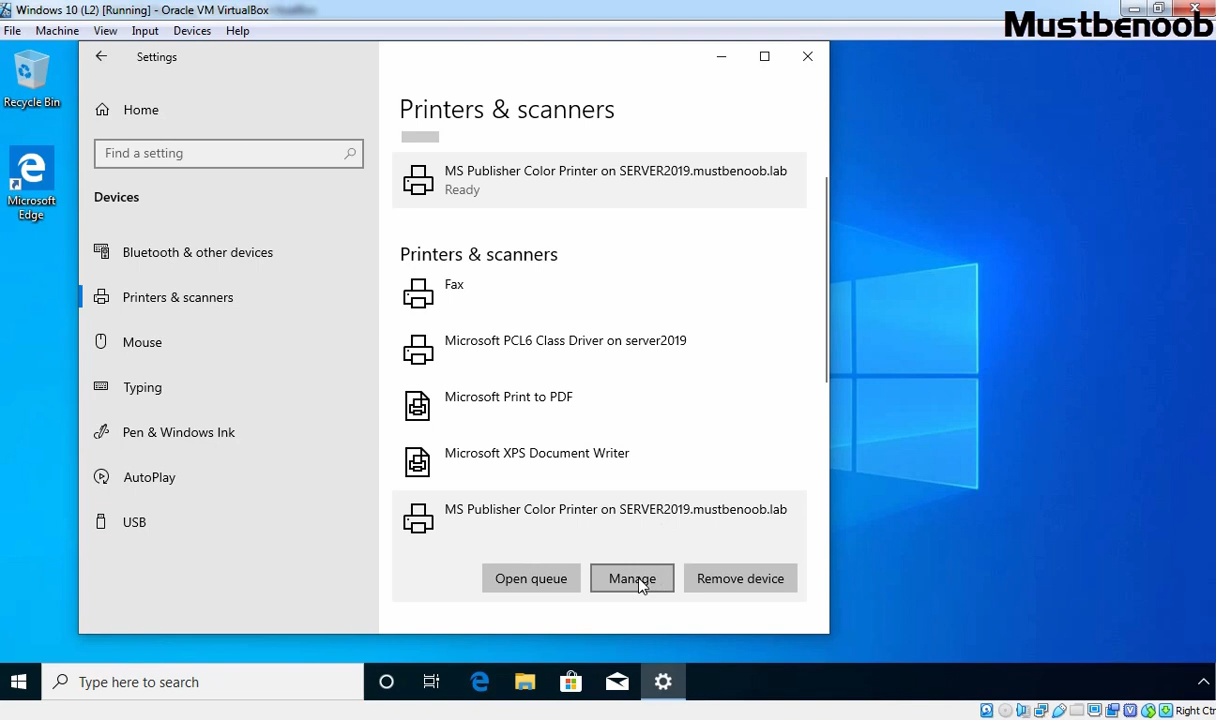 Windows 10 (L2) [Running] - Oracle VM VirtualBox
Mustbenoob
File Machine View Input Devices Help
Recycle Bin
Microsoft
Edge
Settings
Home
Find a setting
Devices
Bluetooth & other devices
Printers & scanners
Mouse
Typing
Pen & Windows Ink
AutoPlay
USB
Printers & scanners
MS Publisher Color Printer on SERVER2019.mustbenoob.lab
Ready
Printers & scanners
Fax
Microsoft PCL6 Class Driver on server2019
Microsoft Print to PDF
Microsoft XPS Document Writer
MS Publisher Color Printer on SERVER2019.mustbenoob.lab
Open queue Manage Remove device
Type here to search
Right Ctr